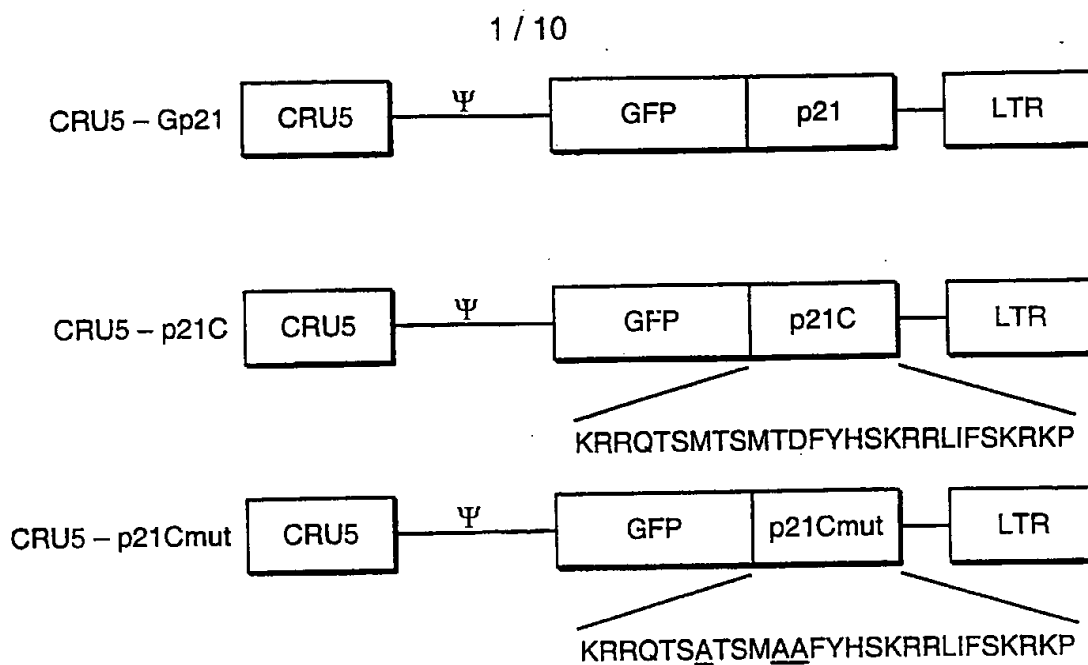 1 / 10
CRU5 – Gp21 CRU5 Ψ GFP p21 LTR
CRU5 – p21C CRU5 Ψ GFP p21C LTR
KRRQTSMTSMTDFYHSKRRLIFSKRKP
CRU5 – p21Cmut CRU5 Ψ GFP p21Cmut LTR
KRRQTSATSMAAFYHSKRRLIFSKRKP